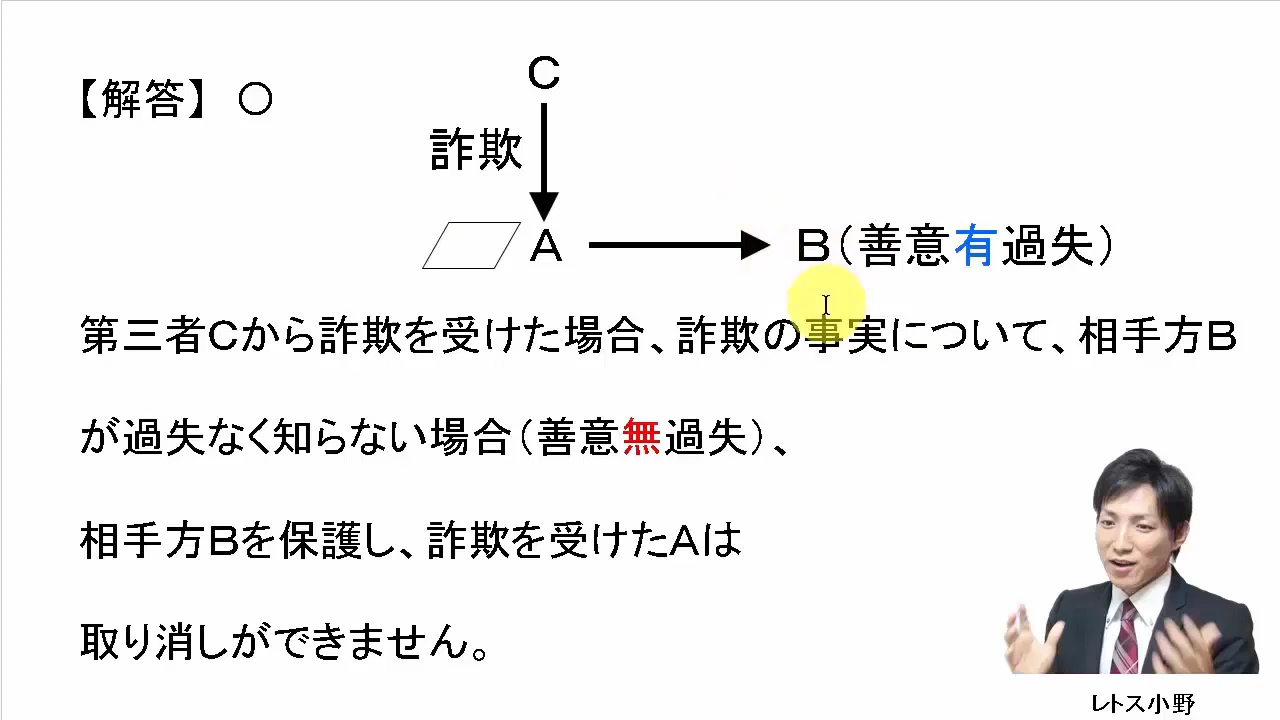 【解答】 ○
C
詐欺
A
B(善意有過失)
第三者Cから詐欺を受けた場合、詐欺の事実について、相手方B
が過失なく知らない場合(善意無過失)、
相手方Bを保護し、詐欺を受けたAは
取り消しができません。
レトス小野